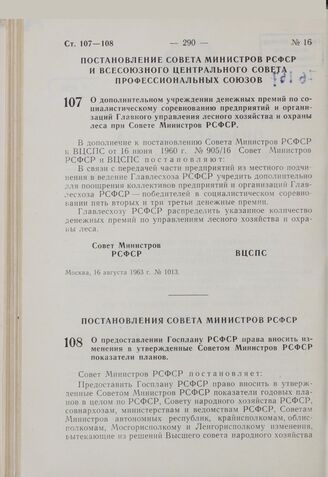 Ст. 107—108 — 290 — № 16
ПОСТАНОВЛЕНИЕ СОВЕТА МИНИСТРОВ РСФСР
И ВСЕСОЮЗНОГО ЦЕНТРАЛЬНОГО СОВЕТА
ПРОФЕССИОНАЛЬНЫХ СОЮЗОВ
107 О дополнительном учреждении денежных премий по со-
циалистическому соревнованию предприятий и органи-
заций Главного управления лесного хозяйства и охраны
леса при Совете Министров РСФСР.
В дополнение к постановлению Совета Министров РСФСР
и ВЦСПС от 16 июня 1960 г. № 905/16 Совет Министров
РСФСР и ВЦСПС постановляют:
В связи с передачей части предприятий из местного подчи-
нения в ведение Главлесхоза РСФСР учредить дополнительно
для поощрения коллективов предприятий и организаций Глав-
лесхоза РСФСР — победителей в социалистическом соревно-
вании пять вторых и три третьи денежные премии.
Главлесхозу РСФСР распределить указанное количество
денежных премий по управлениям лесного хозяйства и охра-
ны леса.
Совет Министров
РСФСР ВЦСПС
Москва, 16 августа 1963 г. № 1013.
ПОСТАНОВЛЕНИЯ СОВЕТА МИНИСТРОВ РСФСР
108 О предоставлении Госплану РСФСР права вносить из-
менения в утвержденные Советом Министров РСФСР
показатели планов.
Совет Министров РСФСР постановляет:
Предоставить Госплану РСФСР право вносить в утверж-
денные Советом Министров РСФСР показатели годовых пла-
нов в целом по РСФСР, Совету народного хозяйства РСФСР,
совнархозам, министерствам и ведомствам РСФСР, Советам
Министров автономных республик, крайисполкомам, облис-
полкомам, Мосгорисполкому и Ленгорисполкому изменения,
вытекающие из решений Высшего совета народного хозяйства